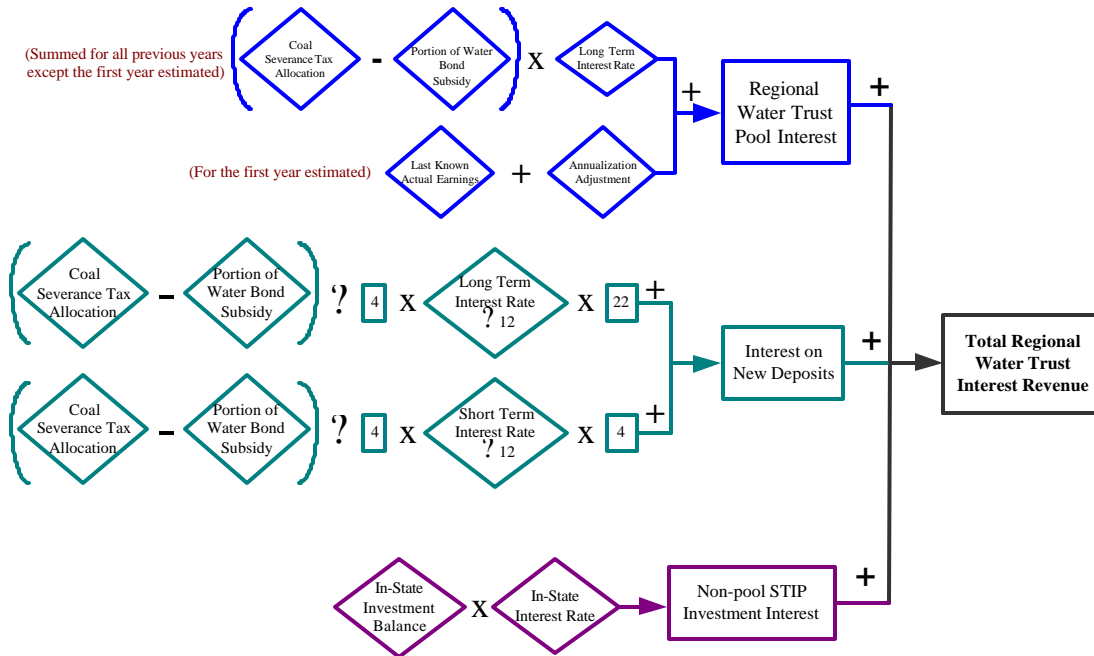 (Summed for all previous years
except the first year estimated)
Coal
Severance Tax
Allocation
-
Portion of Water
Bond
Subsidy
x
Long Term
Interest Rate
+
Regional
Water Trust
Pool Interest
+
(For the first year estimated)
Last Known
Actual Earnings
+
Annualization
Adjustment
Coal
Severance Tax
Allocation
-
Portion of
Water Bond
Subsidy
?
4
x
Long Term
Interest Rate
? 12
x
22
+
Interest on
New Deposits
+
Total Regional
Water Trust
Interest Revenue
Coal
Severance Tax
Allocation
-
Portion of
Water Bond
Subsidy
?
4
x
Short Term
Interest Rate
? 12
x
4
+
In-State
Investment
Balance
x
In-State
Interest Rate
Non-pool STIP
Investment Interest
+